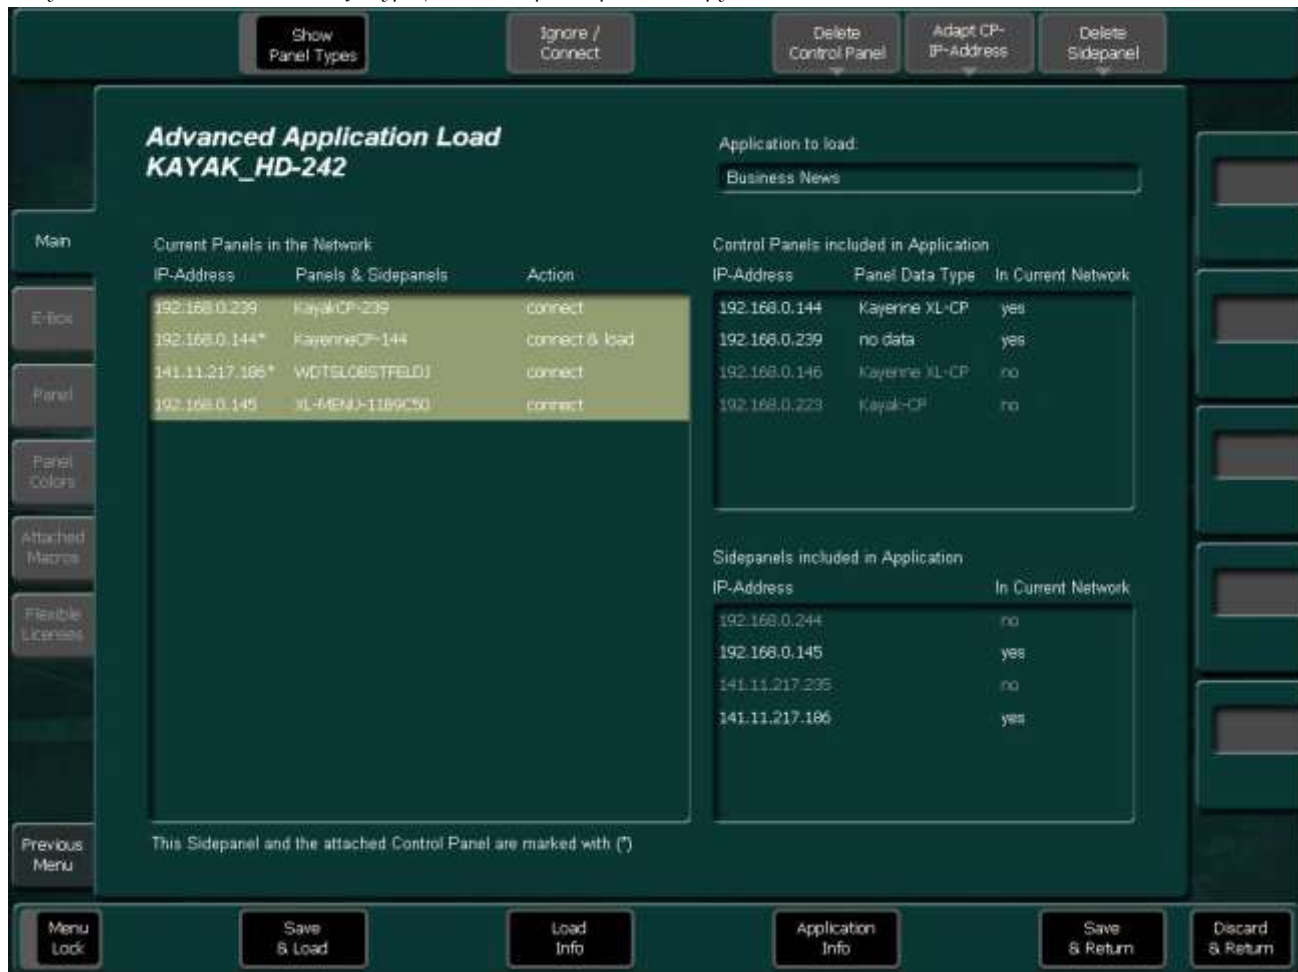 Show
Panel Types
Ignore /
Connect
Delete
Control Panel
Adapt CP-
IP-Address
Delete
Sidepanel
Advanced Application Load
KAYAK_HD-242
Application to load:
Business News
Main
E-Box
Panel
Panel
Colors
Attached
Macros
Flexible
Licenses
Previous
Menu
Current Panels in the Network
IP-Address Panels & Sidepanels Action
192.168.0.239 KayakCP-239 connect
192.168.0.144* KayenneCP-144 connect & load
141.11.217.186* WDTSLOBSTFELDJ connect
192.168.0.145 XL-MENU-1189C50 connect
This Sidepanel and the attached Control Panel are marked with (*)
Control Panels included in Application
IP-Address Panel Data Type In Current Network
192.168.0.144 Kayenne XL-CP yes
192.168.0.239 no data yes
192.168.0.146 Kayenne XL-CP no
192.168.0.223 Kayak-CP no
Sidepanels included in Application
IP-Address In Current Network
192.168.0.244 no
192.168.0.145 yes
141.11.217.235 no
141.11.217.186 yes
Menu
Lock
Save
& Load
Load
Info
Application
Info
Save
& Return
Discard
& Return